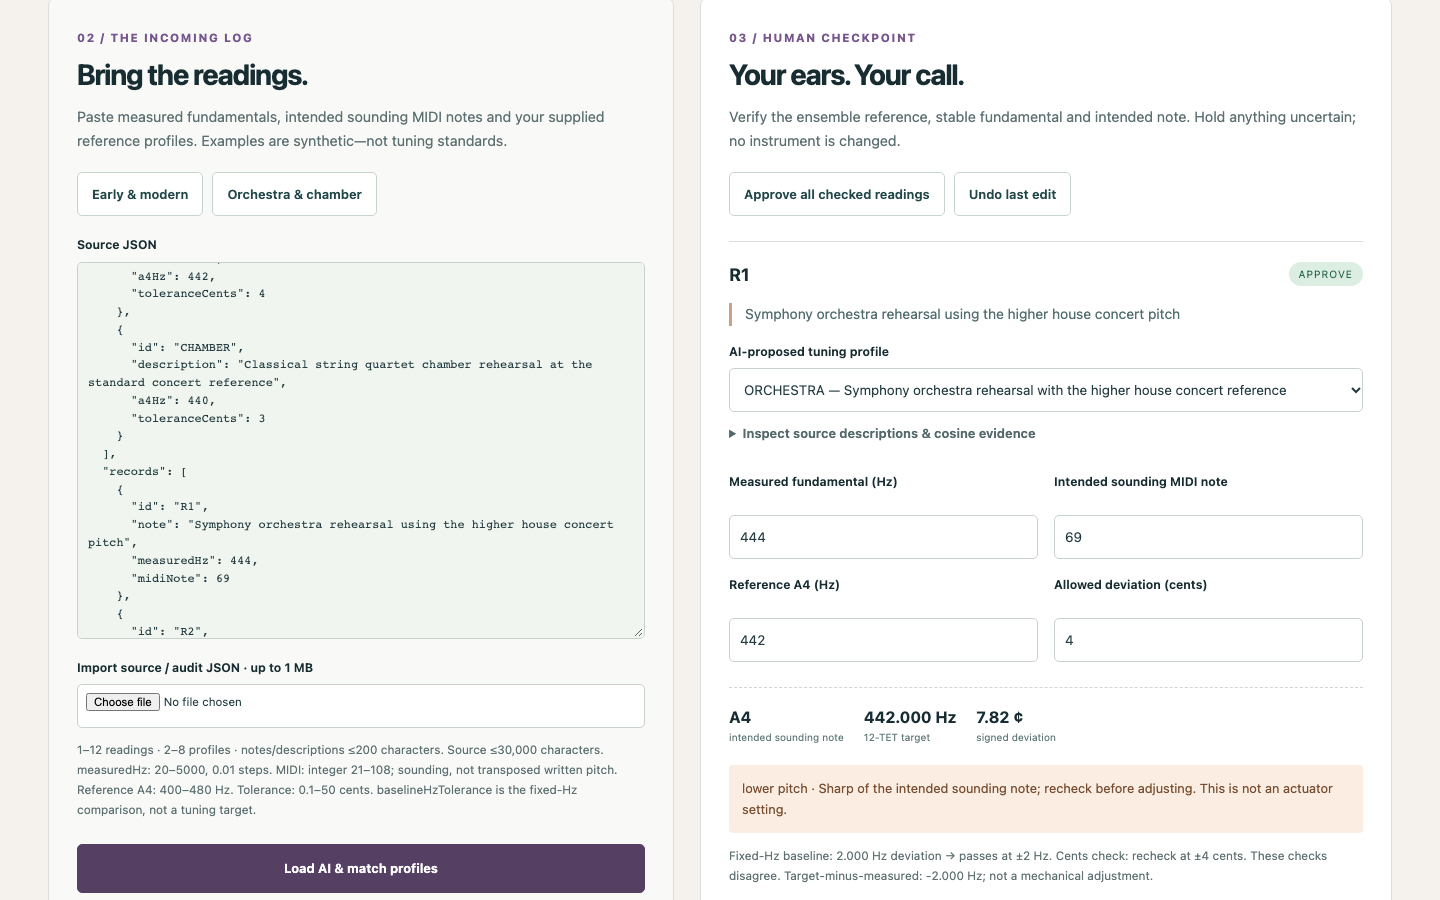 02 / THE INCOMING LOG
Bring the readings.
Paste measured fundamentals, intended sounding MIDI notes and your supplied
reference profiles. Examples are synthetic—not tuning standards.
Early & modern
Orchestra & chamber
Source JSON
"a4Hz": 442,
"toleranceCents": 4
},
{
"id": "CHAMBER",
"description": "Classical string quartet chamber rehearsal at the
standard concert reference",
"a4Hz": 440,
"toleranceCents": 3
}
],
"records": [
{
"id": "R1",
"note": "Symphony orchestra rehearsal using the higher house concert
pitch",
"measuredHz": 444,
"midiNote": 69
},
{
"id": "R2",
Import source / audit JSON · up to 1 MB
Choose file No file chosen
1–12 readings · 2–8 profiles · notes/descriptions ≤200 characters. Source ≤30,000 characters.
measuredHz: 20–5000, 0.01 steps. MIDI: integer 21–108; sounding, not transposed written pitch.
Reference A4: 400–480 Hz. Tolerance: 0.1–50 cents. baselineHzTolerance is the fixed-Hz
comparison, not a tuning target.
Load AI & match profiles
03 / HUMAN CHECKPOINT
Your ears. Your call.
Verify the ensemble reference, stable fundamental and intended note. Hold anything uncertain;
no instrument is changed.
Approve all checked readings
Undo last edit
R1
APPROVE
Symphony orchestra rehearsal using the higher house concert pitch
AI-proposed tuning profile
ORCHESTRA — Symphony orchestra rehearsal with the higher house concert reference
Inspect source descriptions & cosine evidence
Measured fundamental (Hz)
Intended sounding MIDI note
444
69
Reference A4 (Hz)
Allowed deviation (cents)
442
4
A4
442.000 Hz
7.82 ¢
intended sounding note
12-TET target
signed deviation
lower pitch · Sharp of the intended sounding note; recheck before adjusting. This is not an actuator
setting.
Fixed-Hz baseline: 2.000 Hz deviation → passes at ±2 Hz. Cents check: recheck at ±4 cents. These checks
disagree. Target-minus-measured: -2.000 Hz; not a mechanical adjustment.